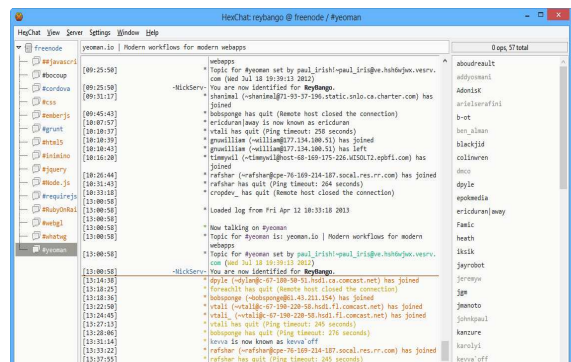 HexChat: reybango @ freenode / #yeoman
HexChat View Server Settings Window Help
freenode
##javascri
#bocoup
#cordova
#css
#emberjs
#grunt
#html5
#inimino
#jquery
#Node.js
#requirejs
#RubyOnRai
#webgl
#whatwg
#yeoman
yeoman.io | Modern workflows for modern webapps
webapps
[09:25:50] * Topic for #yeoman set by paul_irish!~paul_iris@ve.hsh6wjwx.vesrv.
com (Wed Jul 18 19:39:13 2012)
[09:25:50] -NickServ- You are now identified for ReyBango.
[09:31:17] * shanimal (~shanimal@71-93-37-196.static.snlo.ca.charter.com) has
joined
[09:45:43] * bobsponge has quit (Remote host closed the connection)
[10:07:57] * ericduran|away is now known as ericduran
[10:10:37] * vtali has quit (Ping timeout: 258 seconds)
[10:10:39] * gnuwilliam (~william@177.134.100.51) has joined
[10:10:43] * gnuwilliam (~william@177.134.100.51) has left
[10:16:20] * timmywil (~timmywil@host-68-169-175-226.WISOLT2.epbfi.com) has
joined
[10:26:44] * rafshar (~rafshar@cpe-76-169-214-187.socal.res.rr.com) has joined
[10:31:43] * rafshar has quit (Ping timeout: 264 seconds)
[10:33:18] * cropdev_ has quit (Remote host closed the connection)
[13:00:58]
[13:00:58] * Loaded log from Fri Apr 12 10:33:18 2013
[13:00:58]
[13:00:58] * Now talking on #yeoman
[13:00:58] * Topic for #yeoman is: yeoman.io | Modern workflows for modern
webapps
[13:00:58] * Topic for #yeoman set by paul_irish!~paul_iris@ve.hsh6wjwx.vesrv.
com (Wed Jul 18 19:39:13 2012)
[13:00:58] -NickServ- You are now identified for ReyBango.
[13:14:38] * dpyle (~dylan@c-67-180-50-51.hsd1.ca.comcast.net) has joined
[13:18:25] * foreachlt has quit (Remote host closed the connection)
[13:18:36] * bobsponge (~bobsponge@61.43.211.154) has joined
[13:22:50] * vtali (~vtali@c-67-190-220-58.hsd1.fl.comcast.net) has joined
[13:24:45] * vtali_ (~vtali@c-67-190-220-58.hsd1.fl.comcast.net) has joined
[13:27:13] * vtali has quit (Ping timeout: 245 seconds)
[13:28:06] * bobsponge has quit (Ping timeout: 276 seconds)
[13:31:14] * kevva is now known as kevva`off
[13:33:22] * rafshar (~rafshar@cpe-76-169-214-187.socal.res.rr.com) has joined
[13:37:35] * rafshar has quit (Ping timeout: 245 seconds)
0 ops, 57 total
aboudreault
addyosmani
AdonisK
arielserafini
b-ot
ben_alman
blackjid
colinwren
dmco
dpyle
epokmedia
ericduran|away
Famic
heath
iksik
jayrobot
jeremyw
jgm
jmanoto
johnkpaul
kanzure
karolyi
kevva`off